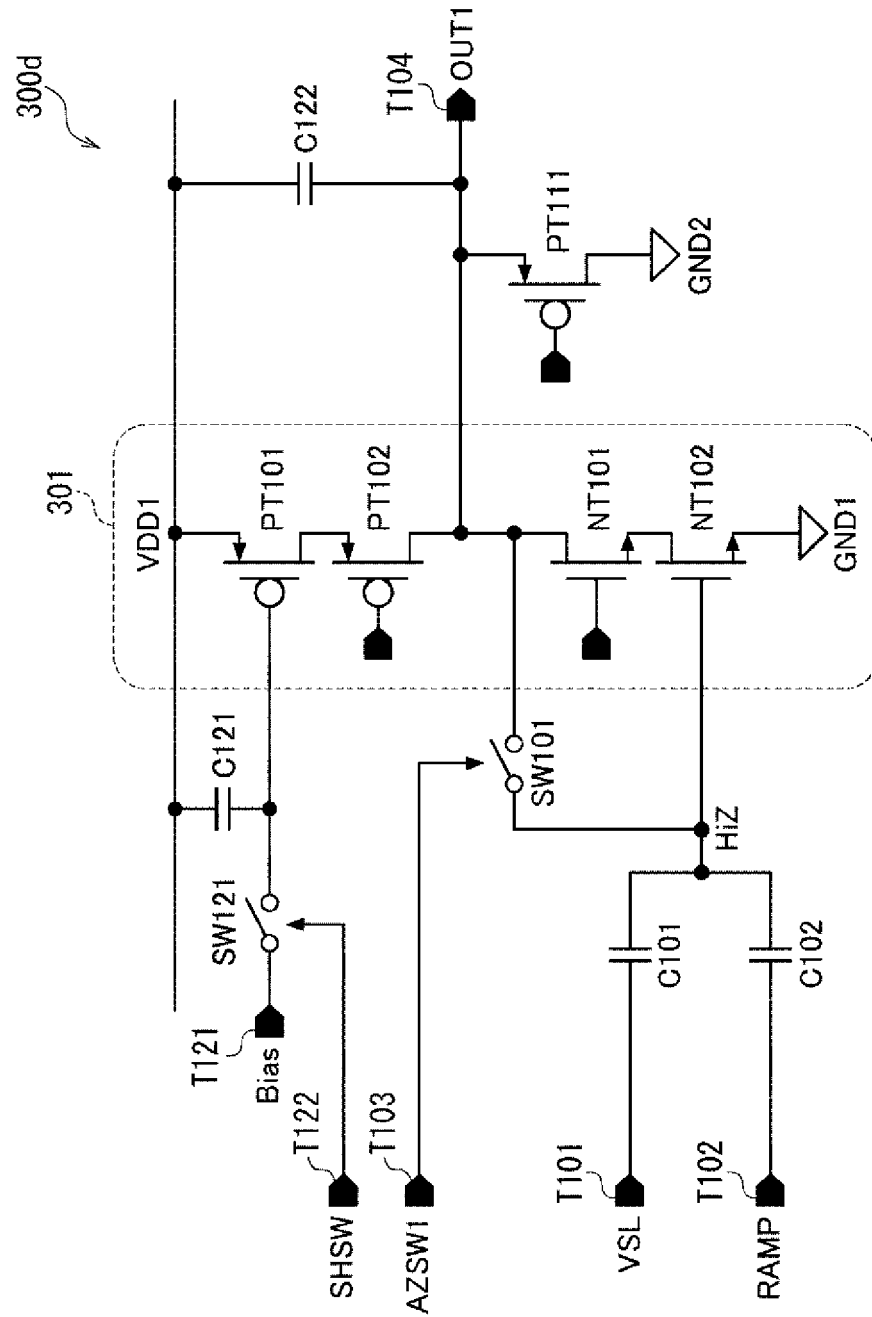 300d
301
VDD1
C121
C122
SW121
T121
Bias
PT101
PT102
T104
OUT1
T122
SHSW
T103
AZSW1
SW101
PT111
GND2
NT101
NT102
HiZ
GND1
T101
VSL
C101
T102
RAMP
C102